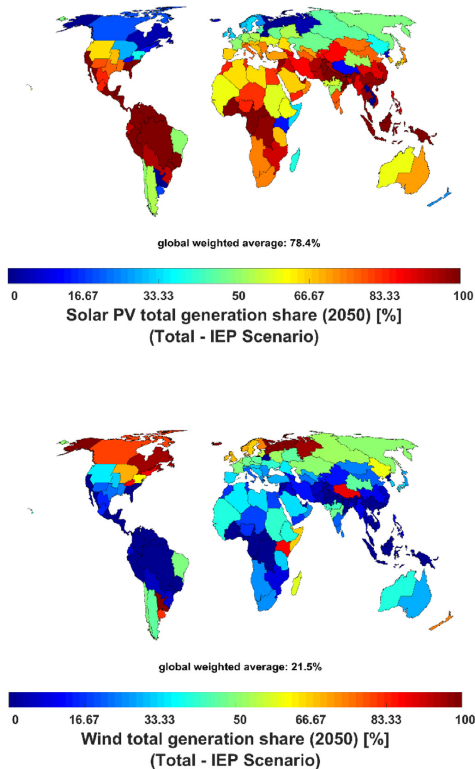 global weighted average: 78.4%
0 16.67 33.33 50 66.67 83.33 100
Solar PV total generation share (2050) [%]
(Total - IEP Scenario)
global weighted average: 21.5%
0 16.67 33.33 50 66.67 83.33 100
Wind total generation share (2050) [%]
(Total - IEP Scenario)